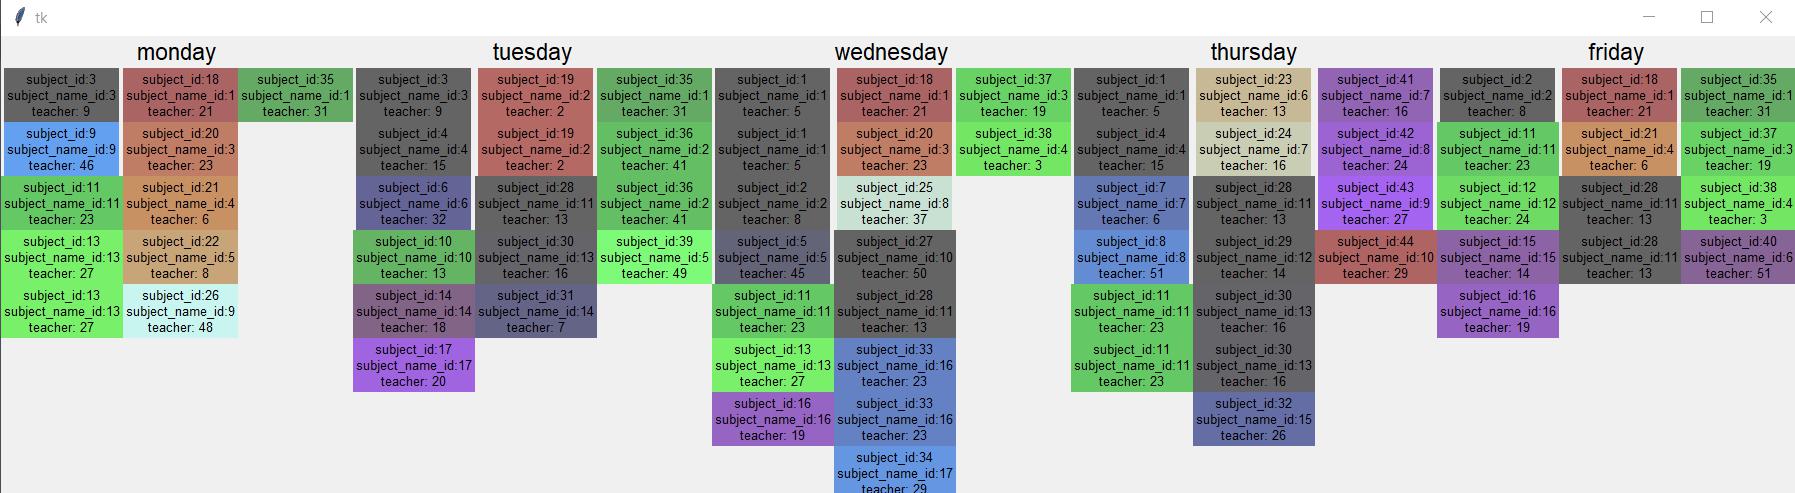 tk
monday
subject_id:3
subject_name_id:3
teacher: 9
subject_id:9
subject_name_id:9
teacher: 46
subject_id:11
subject_name_id:11
teacher: 23
subject_id:13
subject_name_id:13
teacher: 27
subject_id:13
subject_name_id:13
teacher: 27
subject_id:18
subject_name_id:1
teacher: 21
subject_id:20
subject_name_id:3
teacher: 23
subject_id:21
subject_name_id:4
teacher: 6
subject_id:22
subject_name_id:5
teacher: 8
subject_id:26
subject_name_id:9
teacher: 48
subject_id:35
subject_name_id:1
teacher: 31
tuesday
subject_id:3
subject_name_id:3
teacher: 9
subject_id:4
subject_name_id:4
teacher: 15
subject_id:6
subject_name_id:6
teacher: 32
subject_id:10
subject_name_id:10
teacher: 13
subject_id:14
subject_name_id:14
teacher: 18
subject_id:17
subject_name_id:17
teacher: 20
subject_id:19
subject_name_id:2
teacher: 2
subject_id:19
subject_name_id:2
teacher: 2
subject_id:28
subject_name_id:11
teacher: 13
subject_id:30
subject_name_id:13
teacher: 16
subject_id:31
subject_name_id:14
teacher: 7
subject_id:35
subject_name_id:1
teacher: 31
subject_id:36
subject_name_id:2
teacher: 41
subject_id:36
subject_name_id:2
teacher: 41
subject_id:39
subject_name_id:5
teacher: 49
wednesday
subject_id:1
subject_name_id:1
teacher: 5
subject_id:1
subject_name_id:1
teacher: 5
subject_id:2
subject_name_id:2
teacher: 8
subject_id:5
subject_name_id:5
teacher: 45
subject_id:11
subject_name_id:11
teacher: 23
subject_id:13
subject_name_id:13
teacher: 27
subject_id:16
subject_name_id:16
teacher: 19
subject_id:18
subject_name_id:1
teacher: 21
subject_id:20
subject_name_id:3
teacher: 23
subject_id:25
subject_name_id:8
teacher: 37
subject_id:27
subject_name_id:10
teacher: 50
subject_id:28
subject_name_id:11
teacher: 13
subject_id:33
subject_name_id:16
teacher: 23
subject_id:33
subject_name_id:16
teacher: 23
subject_id:34
subject_name_id:17
teacher: 29
subject_id:37
subject_name_id:3
teacher: 19
subject_id:38
subject_name_id:4
teacher: 3
thursday
subject_id:1
subject_name_id:1
teacher: 5
subject_id:4
subject_name_id:4
teacher: 15
subject_id:7
subject_name_id:7
teacher: 6
subject_id:8
subject_name_id:8
teacher: 51
subject_id:11
subject_name_id:11
teacher: 23
subject_id:11
subject_name_id:11
teacher: 23
subject_id:23
subject_name_id:6
teacher: 13
subject_id:24
subject_name_id:7
teacher: 16
subject_id:28
subject_name_id:11
teacher: 13
subject_id:29
subject_name_id:12
teacher: 14
subject_id:30
subject_name_id:13
teacher: 16
subject_id:30
subject_name_id:13
teacher: 16
subject_id:32
subject_name_id:15
teacher: 26
subject_id:41
subject_name_id:7
teacher: 16
subject_id:42
subject_name_id:8
teacher: 24
subject_id:43
subject_name_id:9
teacher: 27
subject_id:44
subject_name_id:10
teacher: 29
friday
subject_id:2
subject_name_id:2
teacher: 8
subject_id:11
subject_name_id:11
teacher: 23
subject_id:12
subject_name_id:12
teacher: 24
subject_id:15
subject_name_id:15
teacher: 14
subject_id:16
subject_name_id:16
teacher: 19
subject_id:18
subject_name_id:1
teacher: 21
subject_id:21
subject_name_id:4
teacher: 6
subject_id:28
subject_name_id:11
teacher: 13
subject_id:28
subject_name_id:11
teacher: 13
subject_id:35
subject_name_id:1
teacher: 31
subject_id:37
subject_name_id:3
teacher: 19
subject_id:38
subject_name_id:4
teacher: 3
subject_id:40
subject_name_id:6
teacher: 51